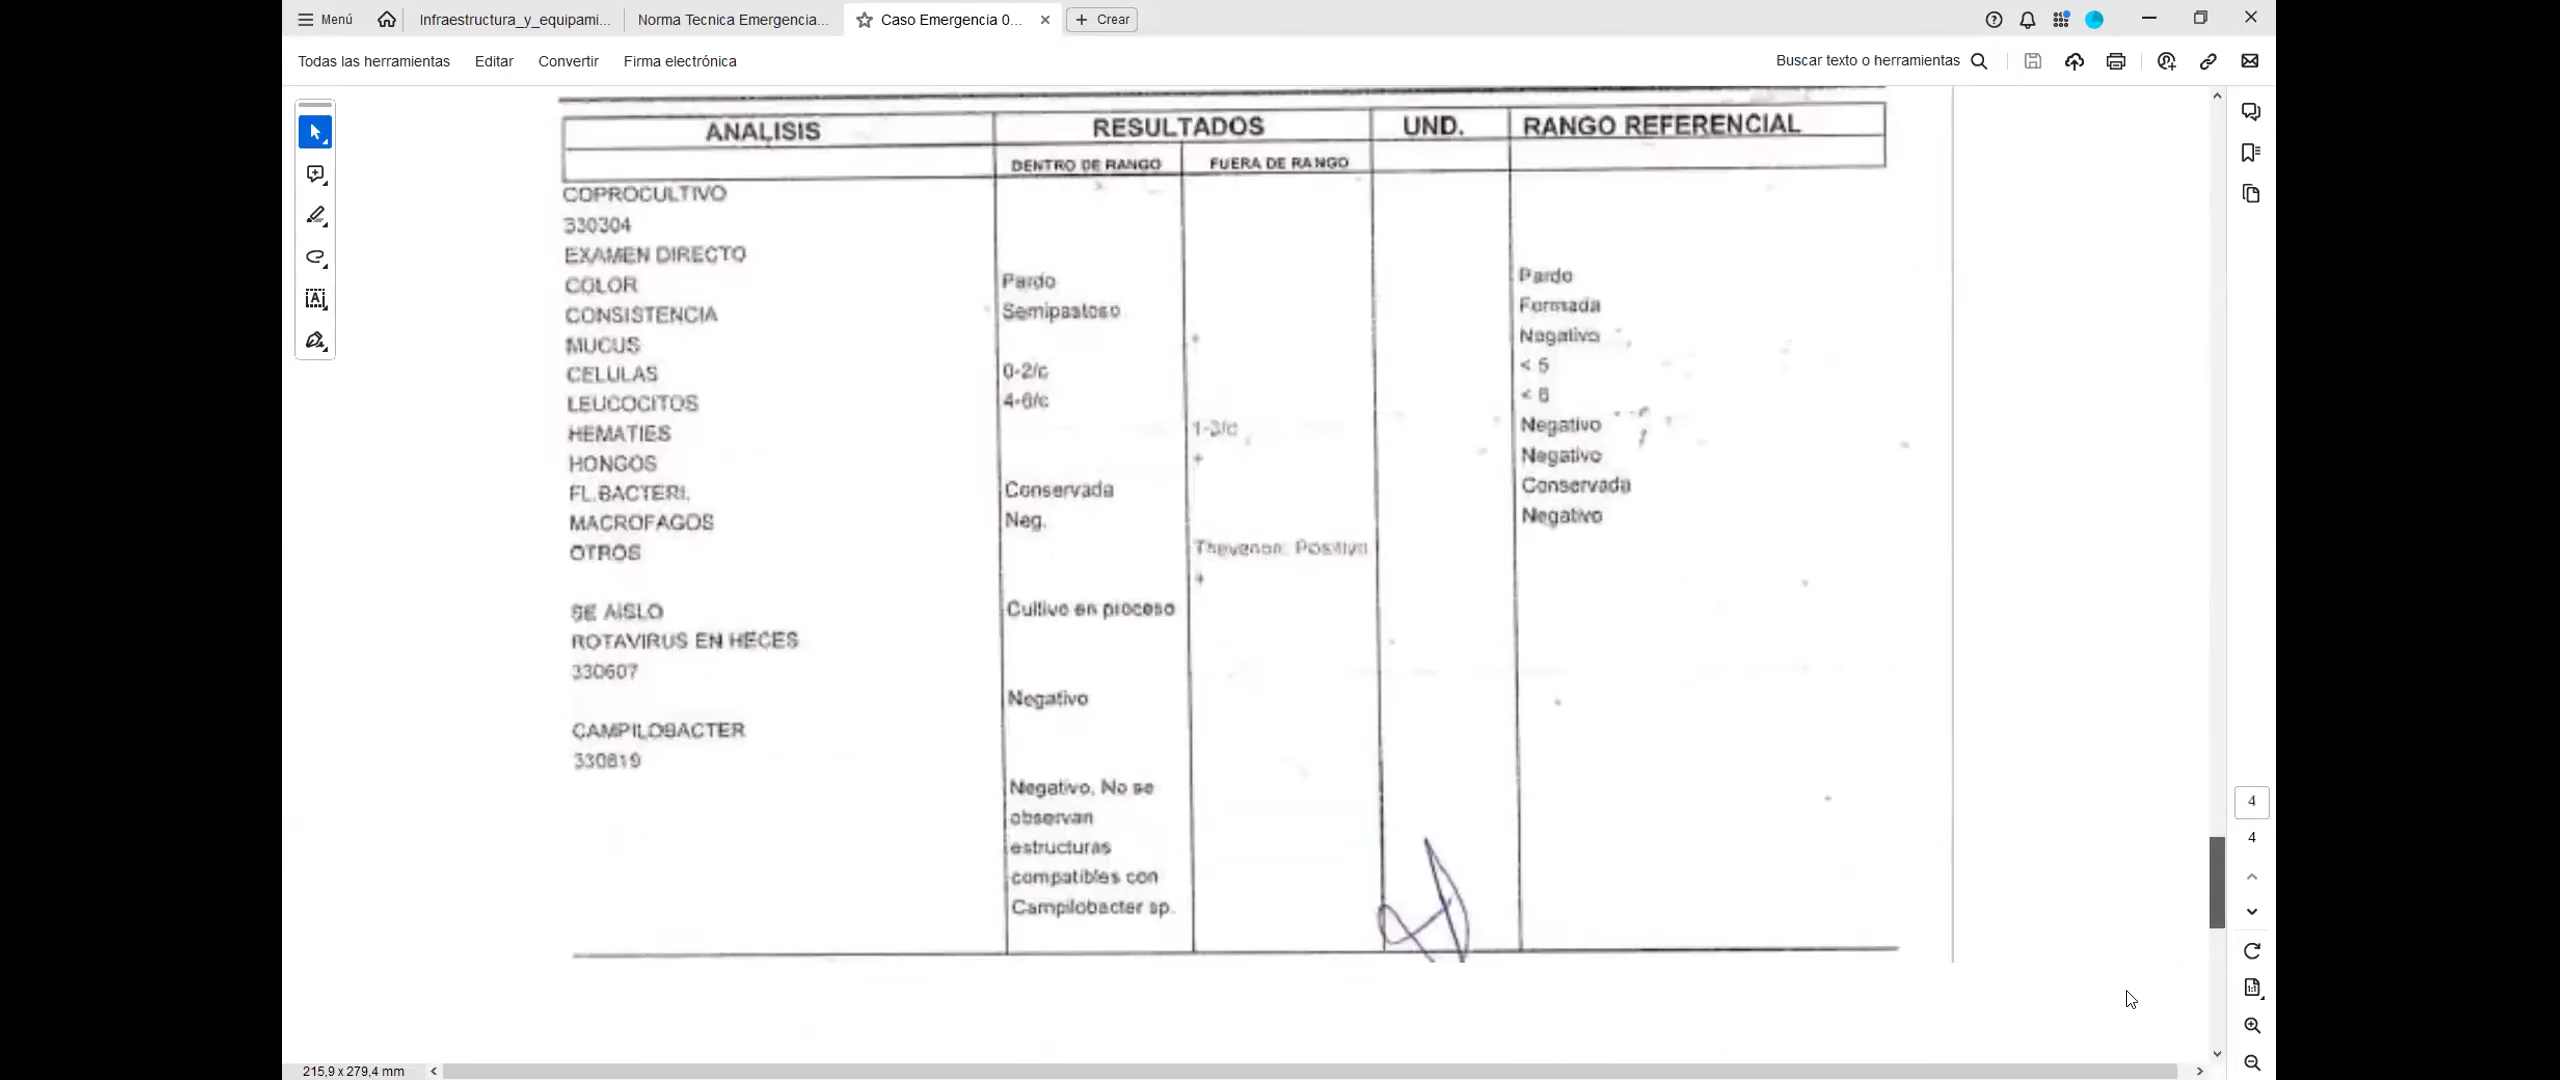 Menú
Infraestructura_y_equipami...
Norma Tecnica Emergencia...
Caso Emergencia 0...
Crear
Todas las herramientas
Editar
Convertir
Firma electrónica
Buscar texto o herramientas
ANALISIS RESULTADOS UND. RANGO REFERENCIAL
DENTRO DE RANGO FUERA DE RANGO
COPROCULTIVO
330304
EXAMEN DIRECTO
COLOR Pardo Pardo
CONSISTENCIA Semipastoso Formada
MUCUS + Negativo
CELULAS 0-2/c < 5
LEUCOCITOS 4-6/c < 6
HEMATIES 1-3/c Negativo
HONGOS + Negativo
FL.BACTERI. Conservada Conservada
MACROFAGOS Neg. Negativo
OTROS Thevenon: Positivo
+
SE AISLO Cultivo en proceso
ROTAVIRUS EN HECES
330607
Negativo
CAMPILOBACTER
330819
Negativo, No se
observan
estructuras
compatibles con
Campilobacter sp.
4
4
215,9 x 279,4 mm